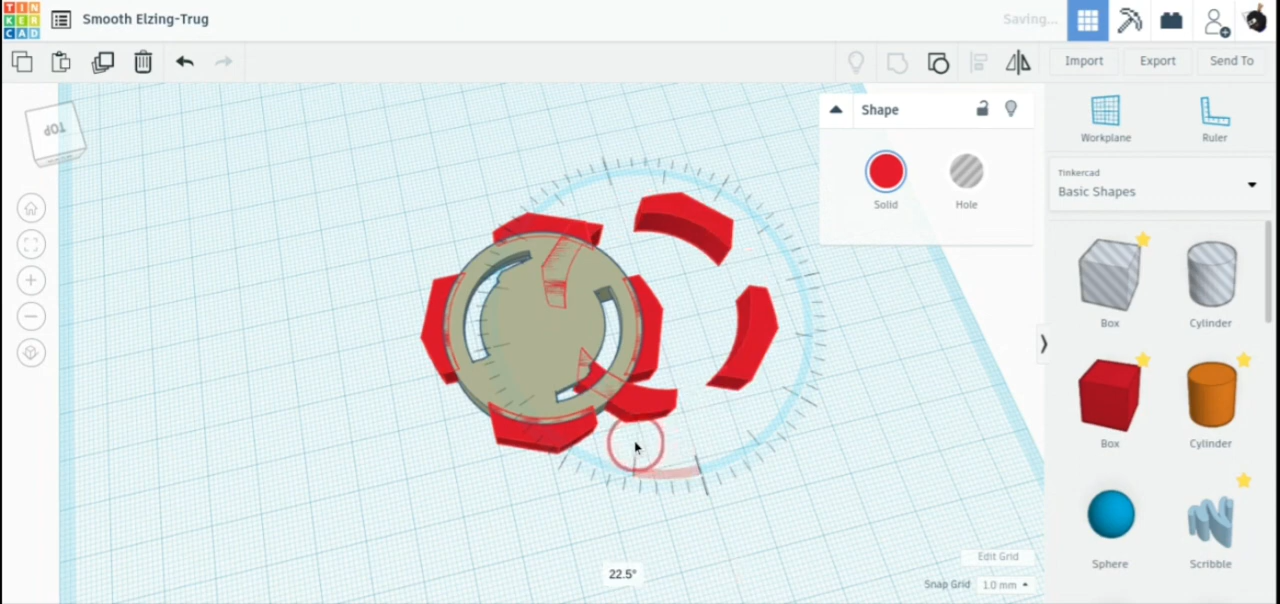 TIN
KER
CAD
Smooth Elzing-Trug
Saving...
Import
Export
Send To
TOP
Shape
Solid
Hole
Workplane
Ruler
Tinkercad
Basic Shapes
Box
Cylinder
Box
Cylinder
Sphere
Scribble
22.5°
Edit Grid
Snap Grid 1.0 mm